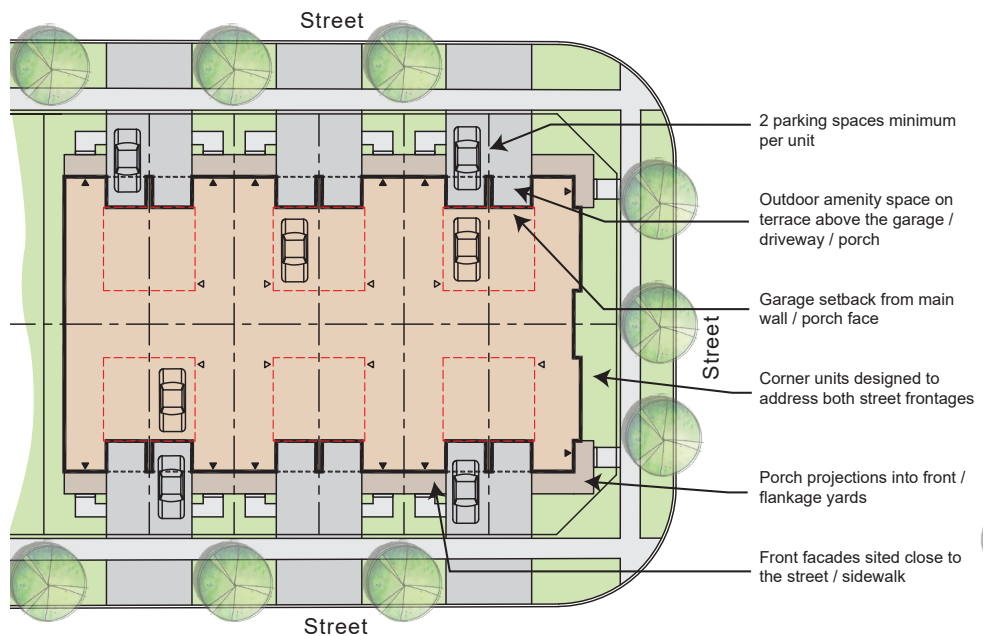 Street
2 parking spaces minimum
per unit
Outdoor amenity space on
terrace above the garage /
driveway / porch
Garage setback from main
wall / porch face
Street
Corner units designed to
address both street frontages
Porch projections into front /
flankage yards
Front facades sited close to
the street / sidewalk
Street